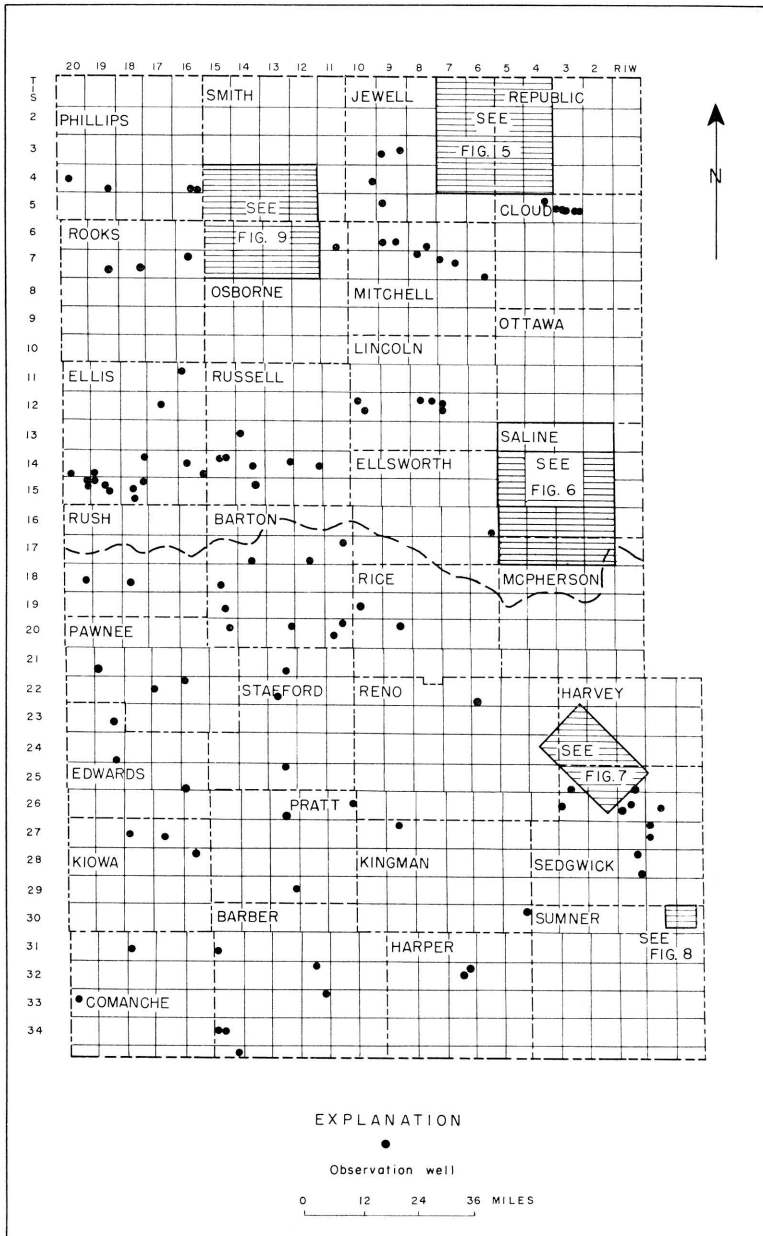 20 19 18 17 16 15 14 13 12 11 10 9 8 7 6 5 4 3 2 R I W
T
I
S
SMITH JEWELL REPUBLIC
2
PHILLIPS SEE
3
FIG. 5
4
SEE
5 CLOUD
6
ROOKS FIG. 9
7
8 OSBORNE MITCHELL
9
OTTAWA
10 LINCOLN
11 ELLIS RUSSELL
12
13 SALINE
14 ELLSWORTH SEE
15 FIG. 6
16 RUSH BARTON
17
18 RICE MCPHERSON
19
20 PAWNEE
21
22 STAFFORD RENO HARVEY
23
24 SEE
25 EDWARDS FIG. 7
26 PRATT
27
28 KIOWA KINGMAN SEDGWICK
29
30 BARBER SUMNER
31 HARPER SEE
FIG. 8
32
33 COMANCHE
34
N
EXPLANATION
Observation well
0 12 24 36 MILES